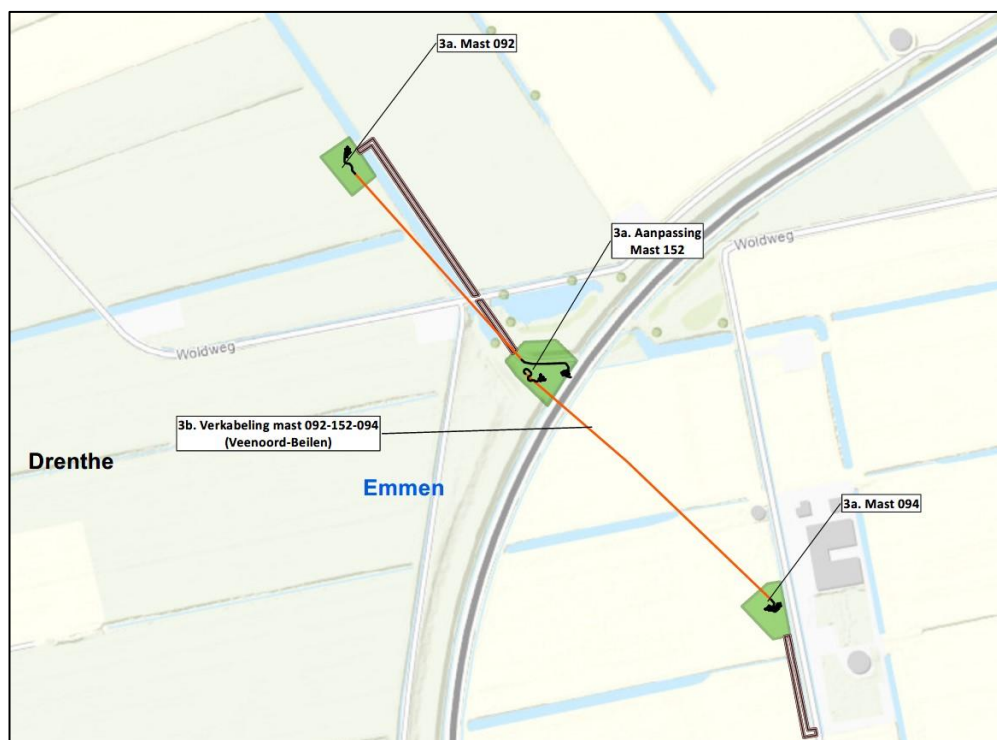 3a. Mast 092
3a. Aanpassing
Mast 152
Woldweg
Woldweg
3b. Verkabeling mast 092-152-094
(Veenoord-Beilen)
Drenthe
Emmen
3a. Mast 094